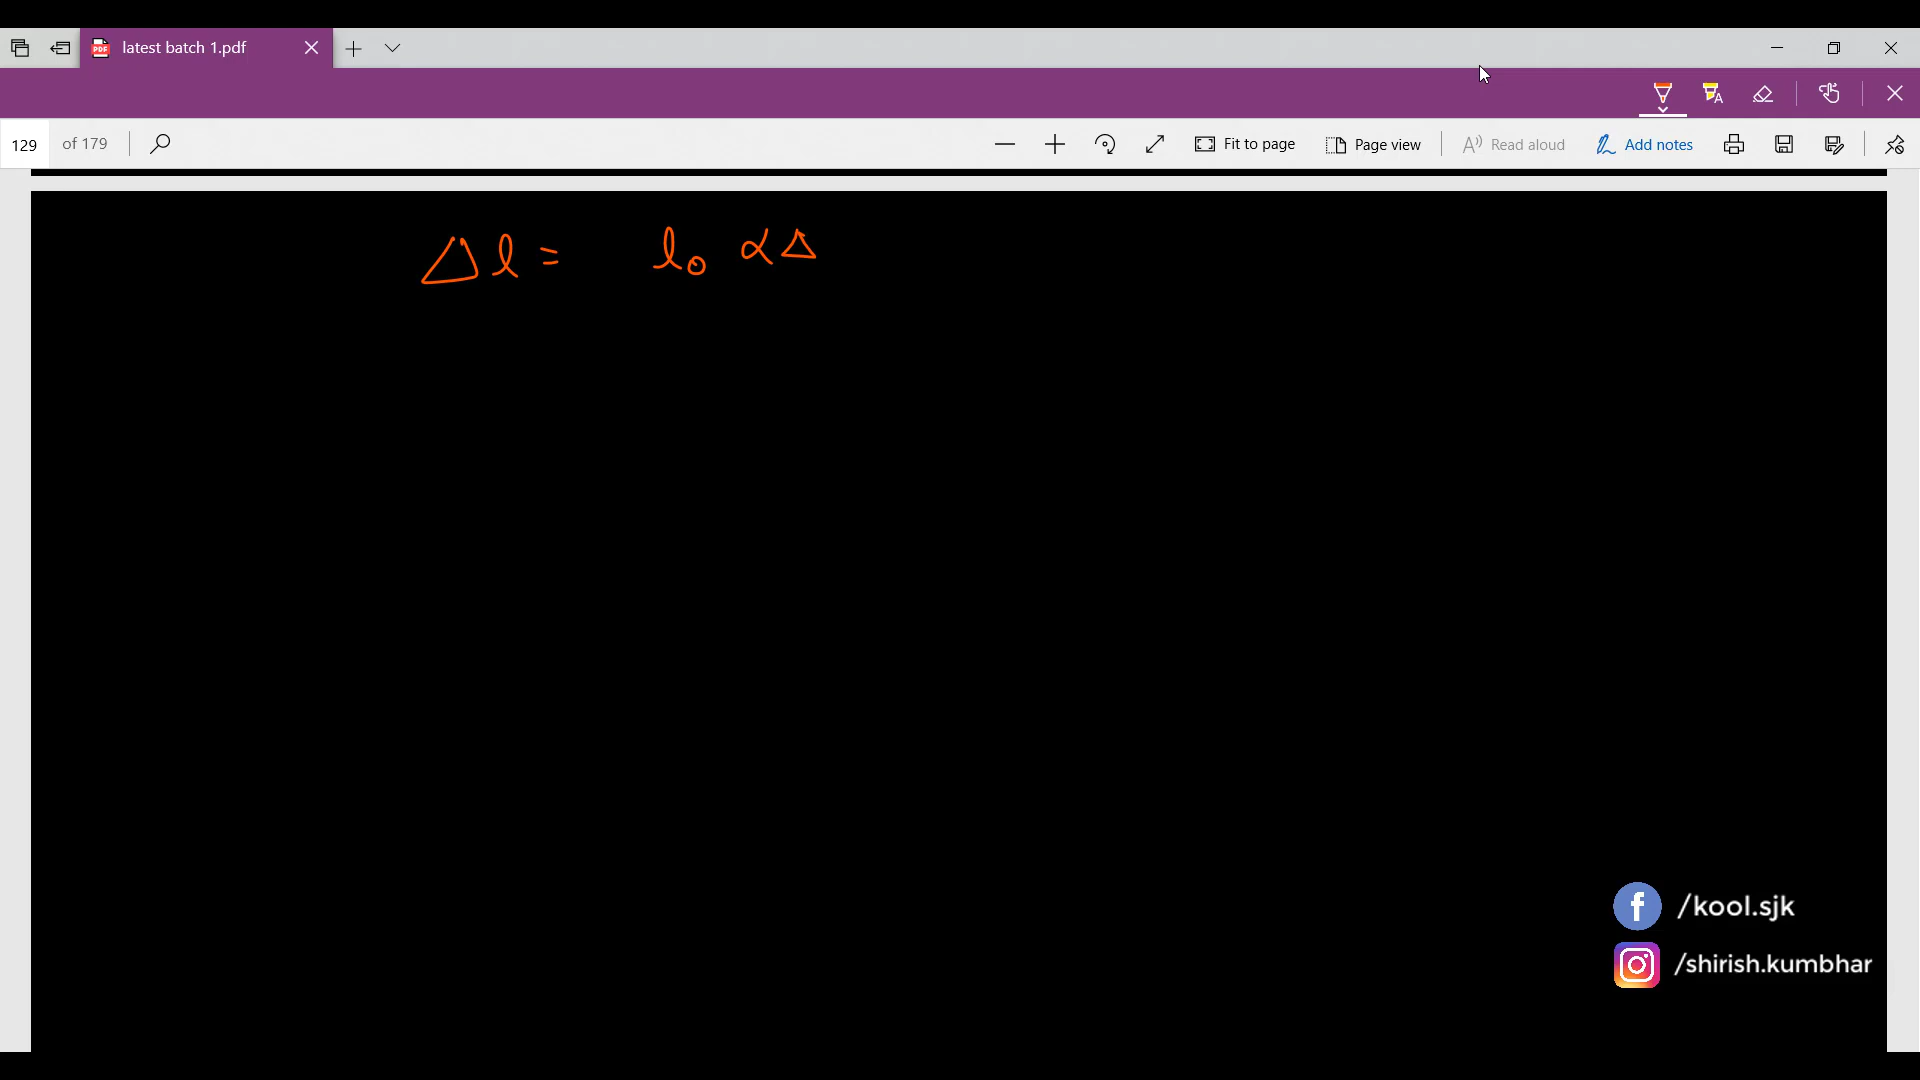 latest batch 1.pdf
129 of 179
Fit to page
Page view
Read aloud
Add notes
Δl = l₀ αΔ
/kool.sjk
/shirish.kumbhar